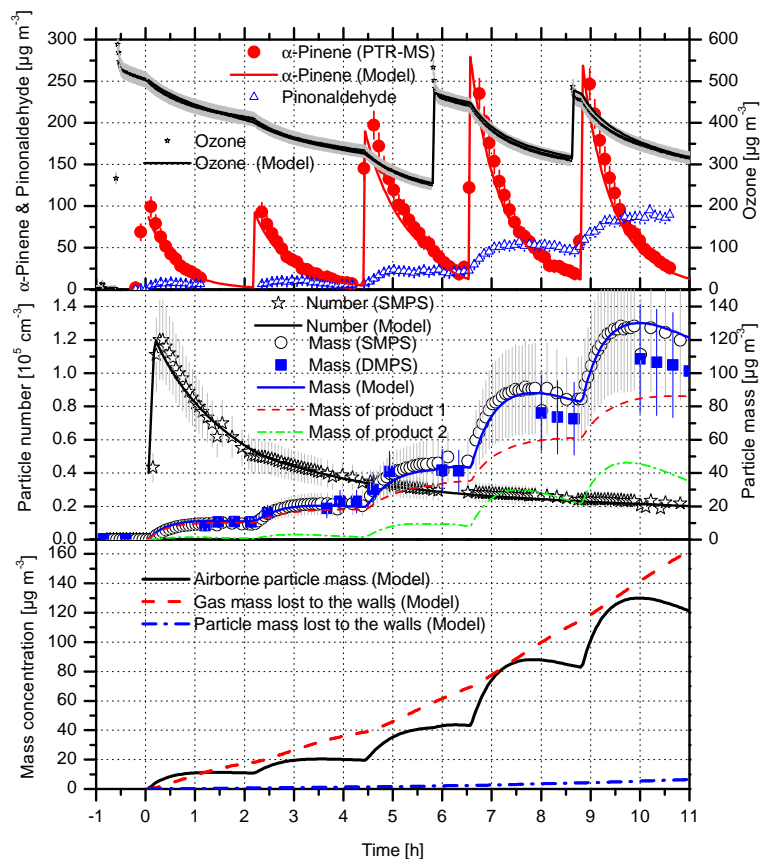 α-Pinene & Pinonaldehyde [µg m⁻³]
300
250
200
150
100
50
0
α-Pinene (PTR-MS)
α-Pinene (Model)
Pinonaldehyde
Ozone
Ozone (Model)
600
500
400
300
200
100
0
Ozone [µg m⁻³]
Particle number [10⁵ cm⁻³]
1.4
1.2
1.0
0.8
0.6
0.4
0.2
0.0
Number (SMPS)
Number (Model)
Mass (SMPS)
Mass (DMPS)
Mass (Model)
Mass of product 1
Mass of product 2
140
120
100
80
60
40
20
0
Particle mass [µg m⁻³]
Mass concentration [µg m⁻³]
160
140
120
100
80
60
40
20
0
Airborne particle mass (Model)
Gas mass lost to the walls (Model)
Particle mass lost to the walls (Model)
-1 0 1 2 3 4 5 6 7 8 9 10 11
Time [h]